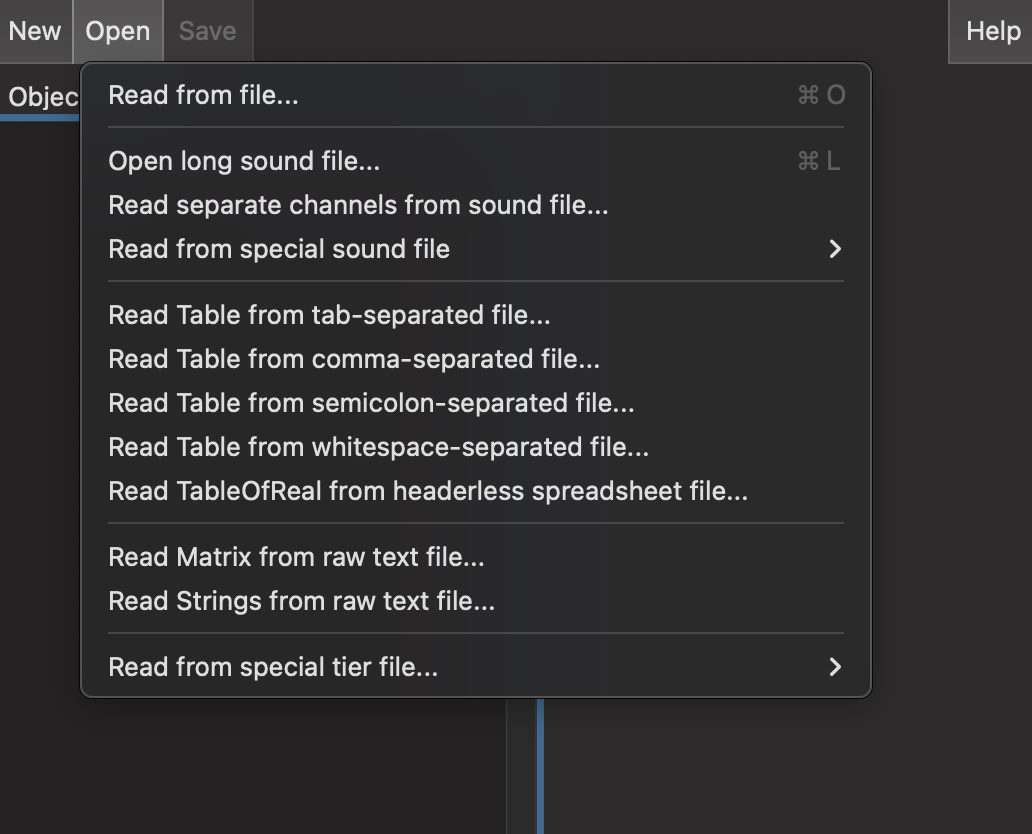 New Open Save Help
Objec
Read from file... ⌘ O
Open long sound file... ⌘ L
Read separate channels from sound file...
Read from special sound file
Read Table from tab-separated file...
Read Table from comma-separated file...
Read Table from semicolon-separated file...
Read Table from whitespace-separated file...
Read TableOfReal from headerless spreadsheet file...
Read Matrix from raw text file...
Read Strings from raw text file...
Read from special tier file...